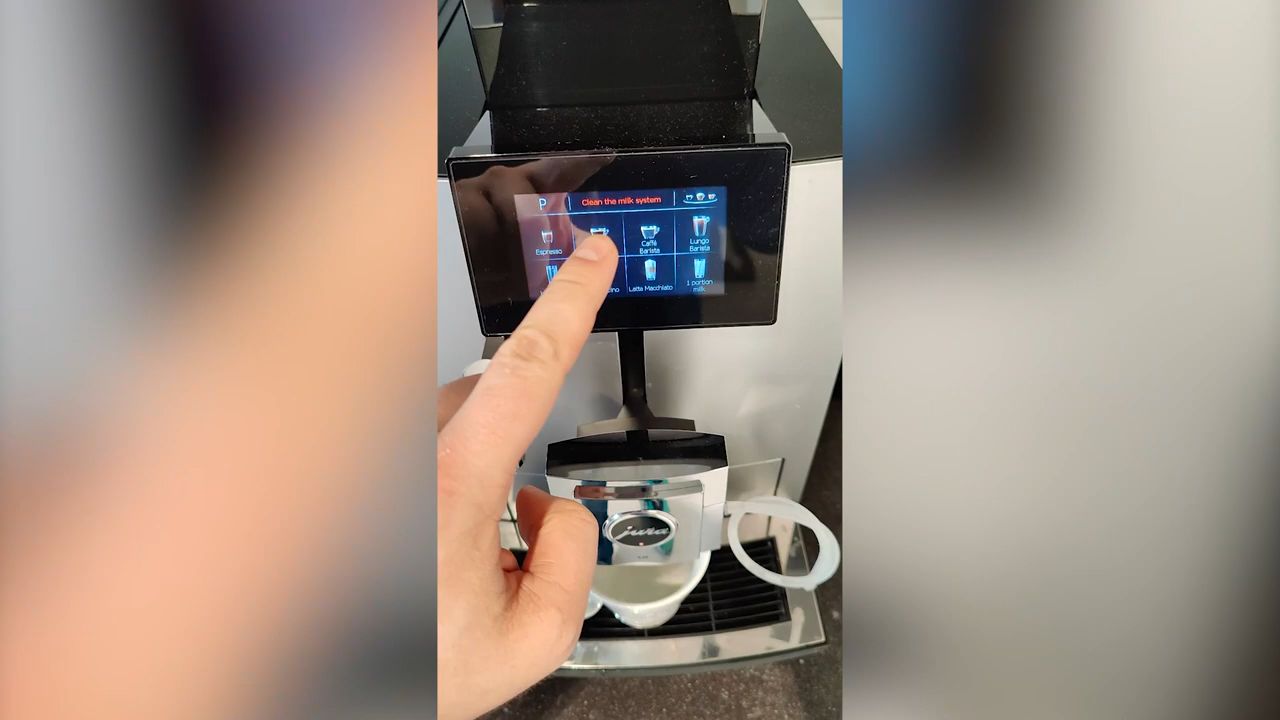 P
Clean the milk system
Espresso
Caffè
Barista
Lungo
Barista
Latte Macchiato
1 portion
milk
jura